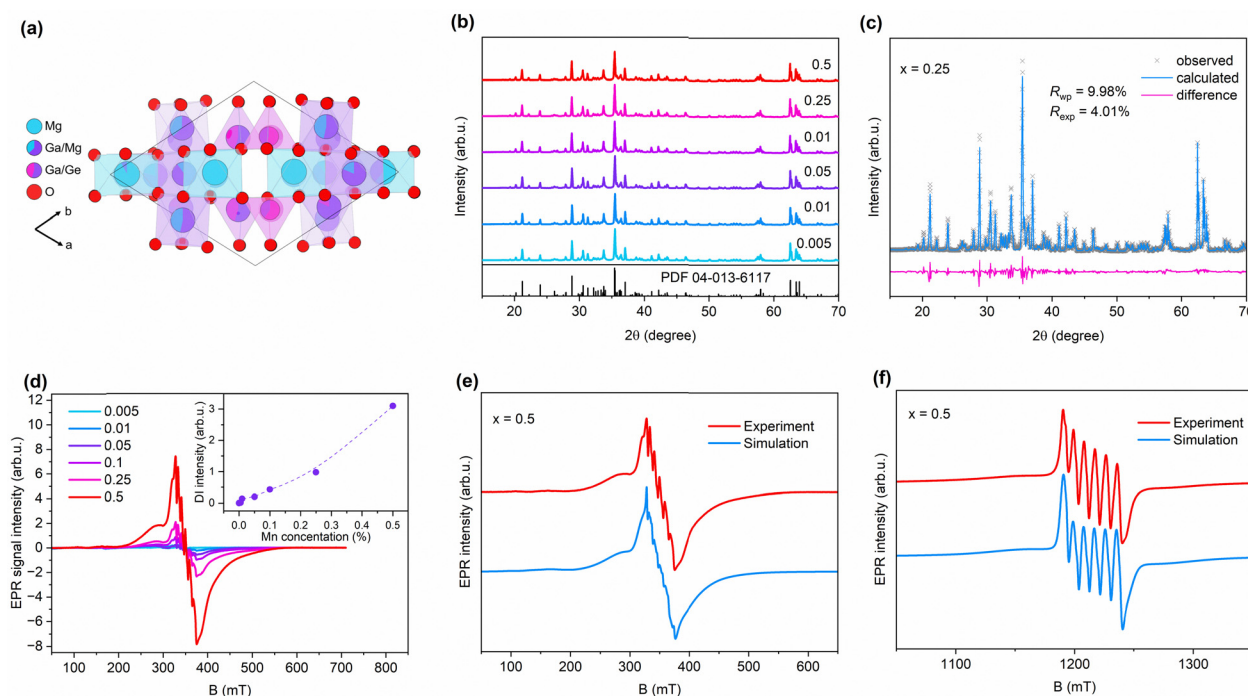 (a)
Mg
Ga/Mg
Ga/Ge
O
b
a
(b)
Intensity (arb.u.)
0.5
0.25
0.01
0.05
0.01
0.005
PDF 04-013-6117
20 30 40 50 60 70
2θ (degree)
(c)
Intensity (arb.u.)
x = 0.25
observed
calculated
difference
Rwp = 9.98%
Rexp = 4.01%
20 30 40 50 60 70
2θ (degree)
(d)
EPR signal intensity (arb.u.)
12
10
8
6
4
2
0
−2
−4
−6
−8
0.005
0.01
0.05
0.1
0.25
0.5
DI intensity (arb.u.)
3
2
1
0
0.0 0.1 0.2 0.3 0.4 0.5
Mn concentation (%)
100 200 300 400 500 600 700 800
B (mT)
(e)
EPR intensity (arb.u.)
x = 0.5
Experiment
Simulation
100 200 300 400 500 600
B (mT)
(f)
EPR intensity (arb.u.)
x = 0.5
Experiment
Simulation
1100 1200 1300
B (mT)